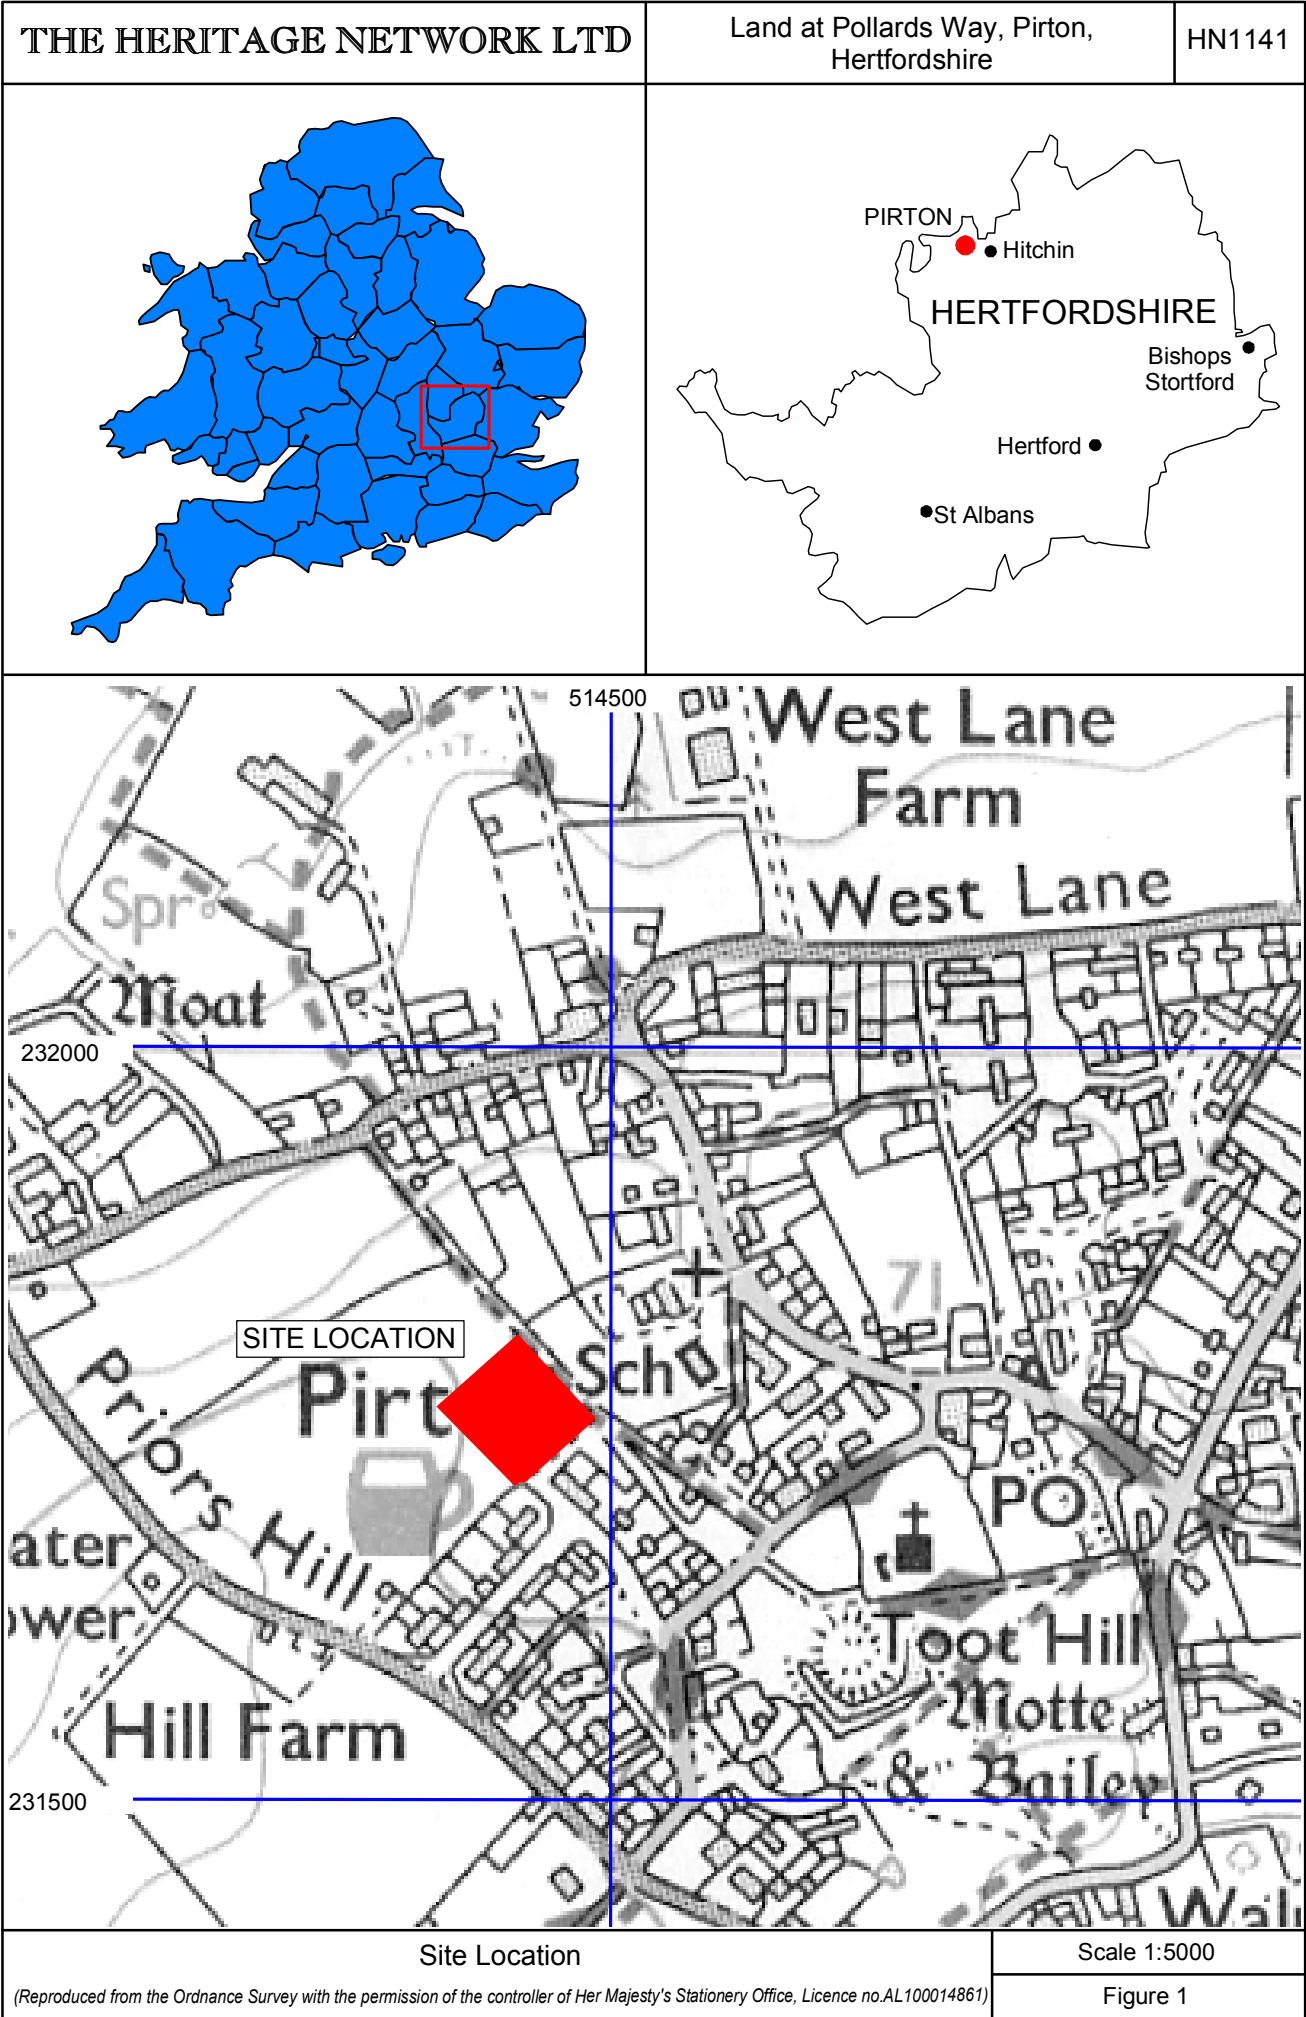 THE HERITAGE NETWORK LTD
Land at Pollards Way, Pirton,
Hertfordshire
HN1141
PIRTON
Hitchin
HERTFORDSHIRE
Bishops
Stortford
Hertford
St Albans
514500
West Lane
Farm
West Lane
Spr
Moat
232000
71
SITE LOCATION
Sch
Pirt
Priors Hill
PO
ater
ower
Toot Hill
Motte
& Bailey
Hill Farm
231500
Wal
Site Location
(Reproduced from the Ordnance Survey with the permission of the controller of Her Majesty's Stationery Office, Licence no.AL100014861)
Scale 1:5000
Figure 1